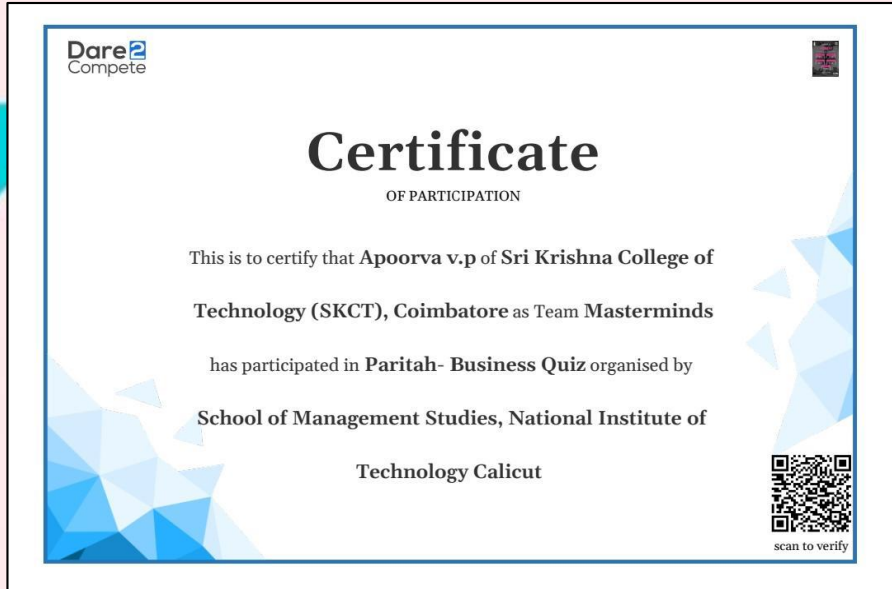 Dare2
Compete
Certificate
OF PARTICIPATION
This is to certify that Apoorva v.p of Sri Krishna College of
Technology (SKCT), Coimbatore as Team Masterminds
has participated in Paritah- Business Quiz organised by
School of Management Studies, National Institute of
Technology Calicut
scan to verify